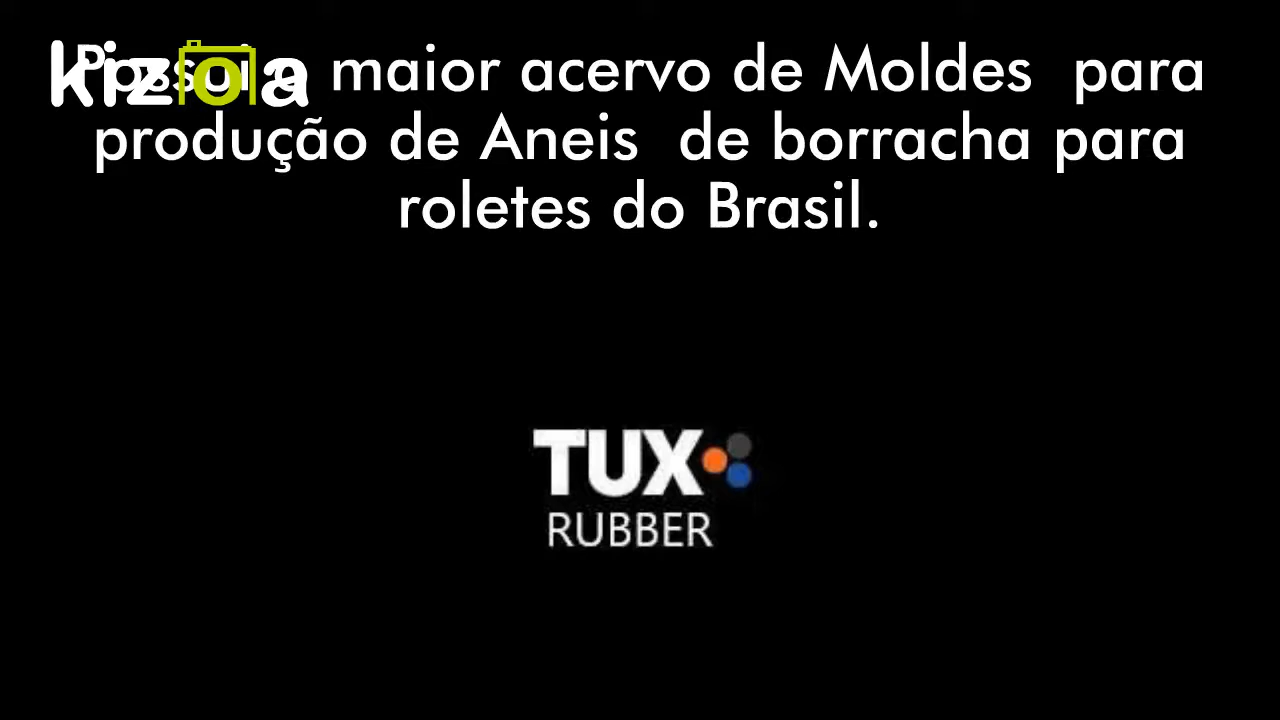 kizoa
Possui o maior acervo de Moldes para
produção de Aneis de borracha para
roletes do Brasil.
TUX
RUBBER